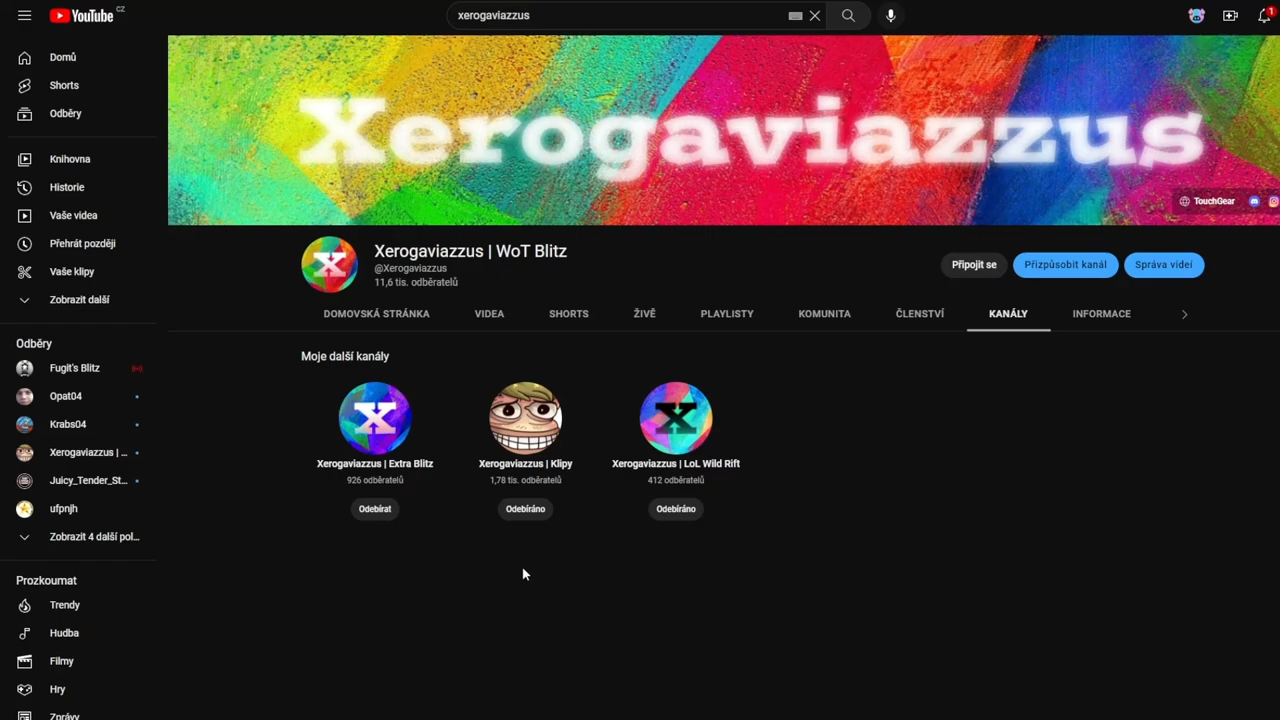 YouTube CZ
xerogaviazzus
1
Domů
Shorts
Odběry
Knihovna
Historie
Vaše videa
Přehrát později
Vaše klipy
Zobrazit další
Odběry
Fugit's Blitz
Opat04
Krabs04
Xerogaviazzus | ...
Juicy_Tender_St...
ufpnjh
Zobrazit 4 další pol...
Prozkoumat
Trendy
Hudba
Filmy
Hry
Zprávy
Xerogaviazzus
TouchGear
X
Xerogaviazzus | WoT Blitz
@Xerogaviazzus
11,6 tis. odběratelů
Připojit se
Přizpůsobit kanál
Správa videí
DOMOVSKÁ STRÁNKA VIDEA SHORTS ŽIVĚ PLAYLISTY KOMUNITA ČLENSTVÍ KANÁLY INFORMACE
Moje další kanály
X
Xerogaviazzus | Extra Blitz
926 odběratelů
Odebírat
Xerogaviazzus | Klipy
1,78 tis. odběratelů
Odebíráno
X
Xerogaviazzus | LoL Wild Rift
412 odběratelů
Odebíráno